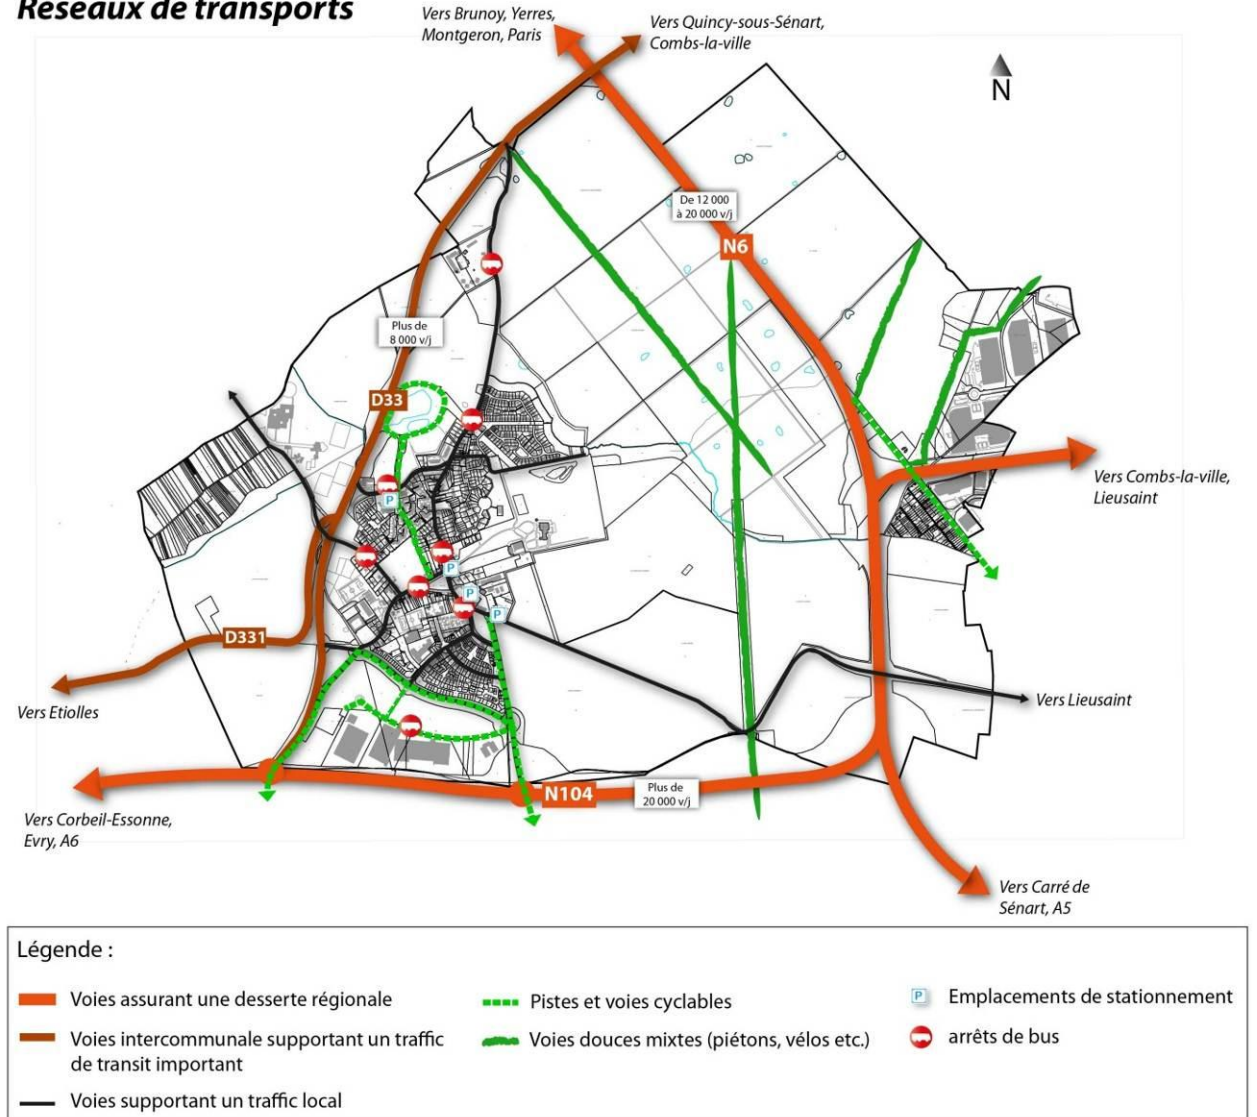 Réseaux de transports
Vers Brunoy, Yerres,
Montgeron, Paris
Vers Quincy-sous-Sénart,
Combs-la-ville
N
De 12 000
à 20 000 v/j
N6
Plus de
8 000 v/j
D33
Vers Combs-la-ville,
Lieusaint
P
P
P
P
D331
Vers Etiolles
Vers Lieusaint
N104
Plus de
20 000 v/j
Vers Corbeil-Essonne,
Evry, A6
Vers Carré de
Sénart, A5
Légende :
Voies assurant une desserte régionale
Voies intercommunale supportant un traffic
de transit important
Voies supportant un traffic local
Pistes et voies cyclables
Voies douces mixtes (piétons, vélos etc.)
P Emplacements de stationnement
arrêts de bus